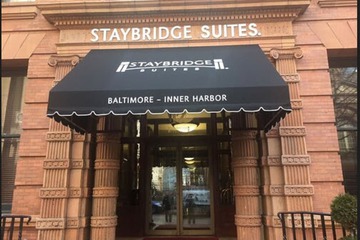 STAYBRIDGE SUITES.
STAYBRIDGE
SUITES
BALTIMORE - INNER HARBOR